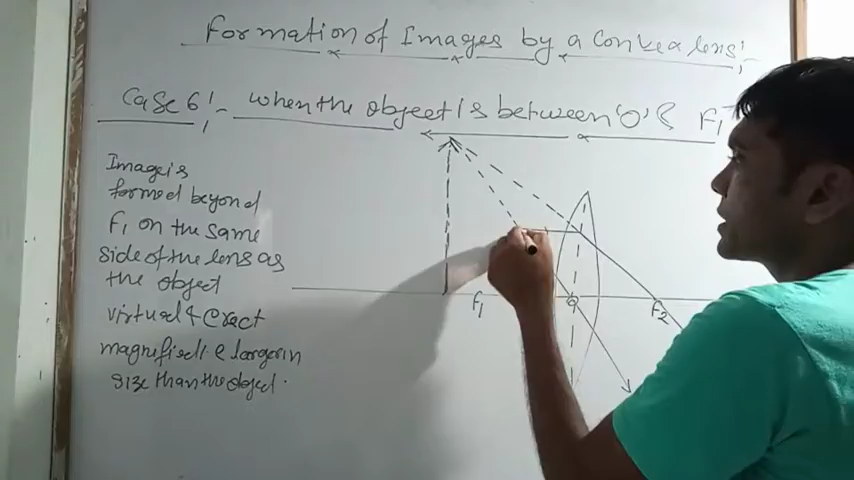 Formation of Images by a Convex lens:-
Case 6:- when the object is between 'O' & F1
Image is
formed beyond
F1 on the same
side of the lens as
the object
virtual & Erect
magnified i.e larger in
size than the object.
F1
O
F2